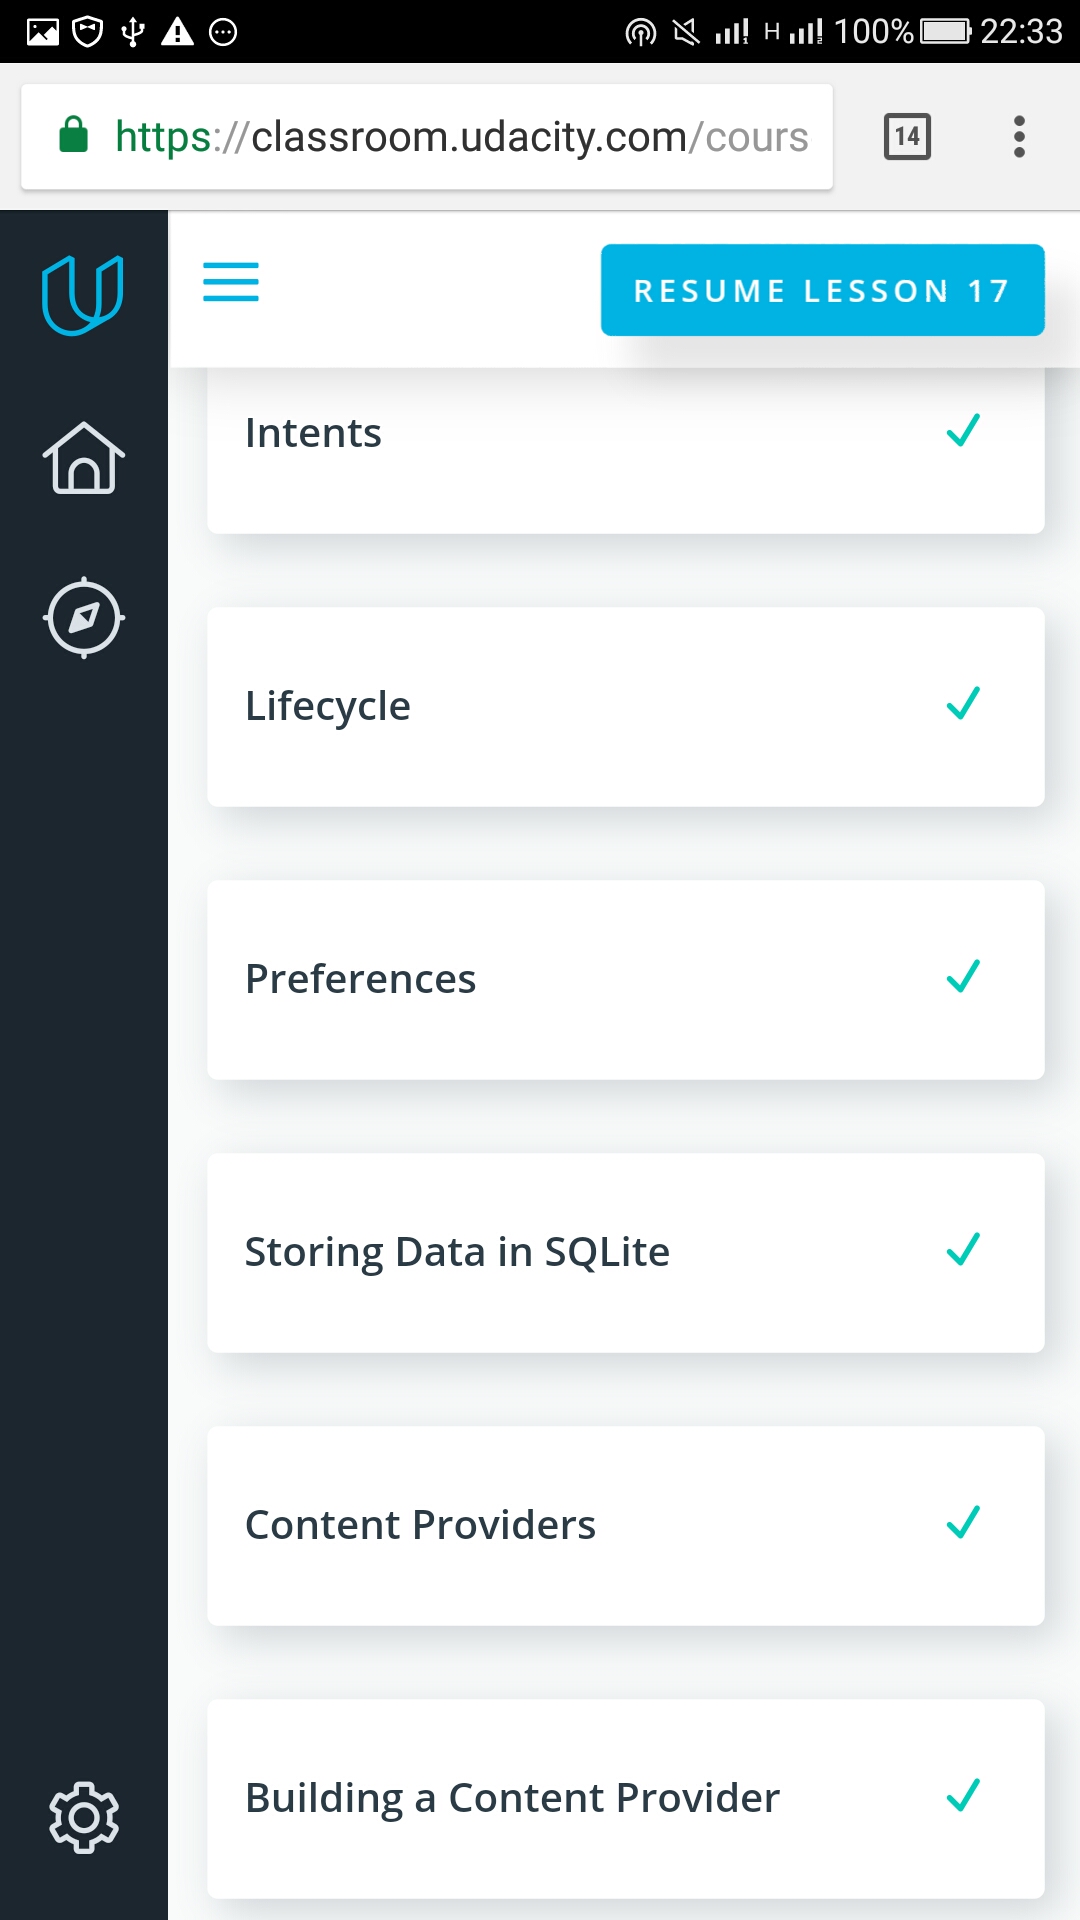 H 100% 22:33
https://classroom.udacity.com/cours
14
RESUME LESSON 17
Intents
Lifecycle
Preferences
Storing Data in SQLite
Content Providers
Building a Content Provider